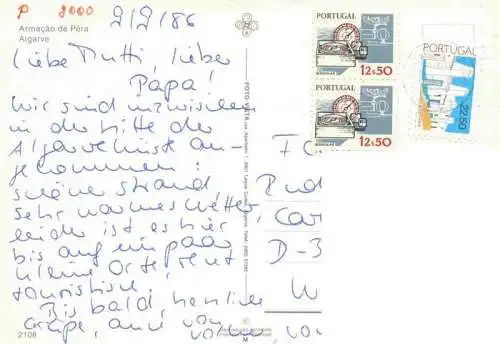 P 2000
2/2/86
Armação de Pêra
Algarve
Liebe Mutti, lieber
Papa!
Wir sind inzwischen
in der Mitte der
Algarveküste an-
gekommen:
schöner Strand,
sehr warmes Wetter,
leider ist es hier
bis auf ein paar
kleine Orte sehr
touristisch.
Bis bald, herzliche
Grüße auch von
2108
FOTO-VISTA
PORTUGAL
12$50
PORTUGAL
12$50
PORTUGAL
22$50
D-3
M